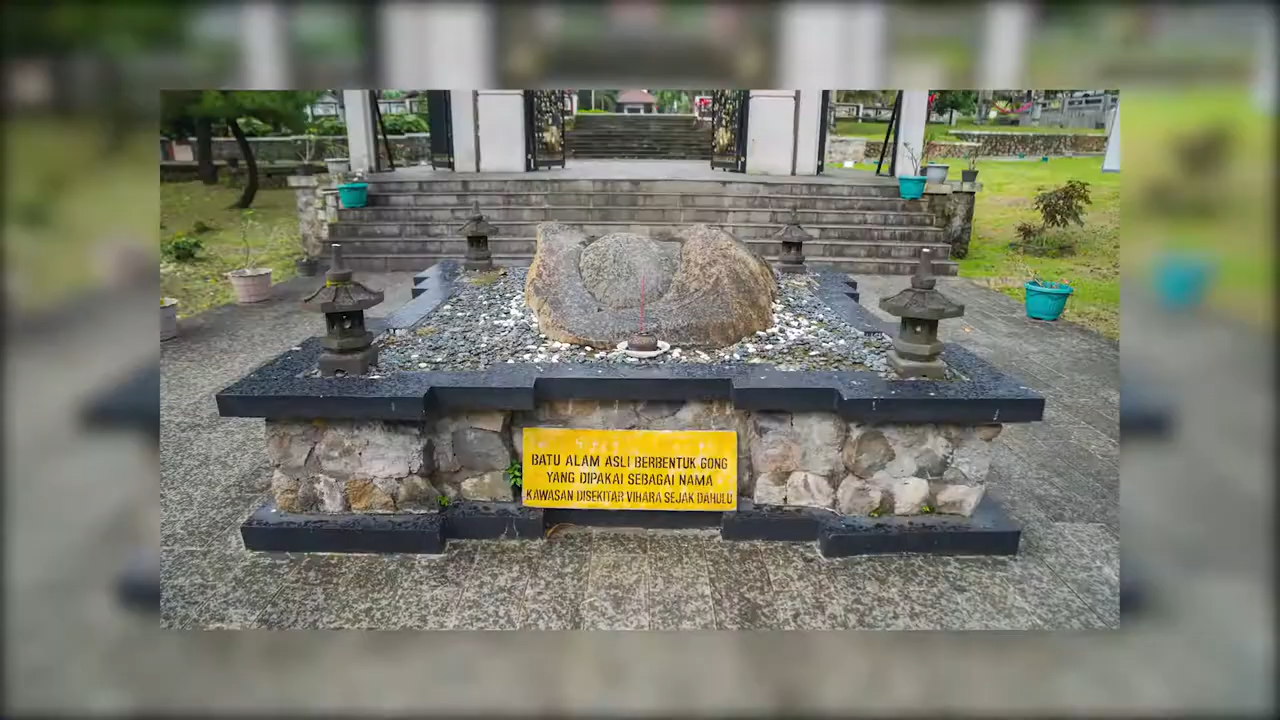 BATU ALAM ASLI BERBENTUK GONG
YANG DIPAKAI SEBAGAI NAMA
KAWASAN DISEKITAR VIHARA SEJAK DAHULU